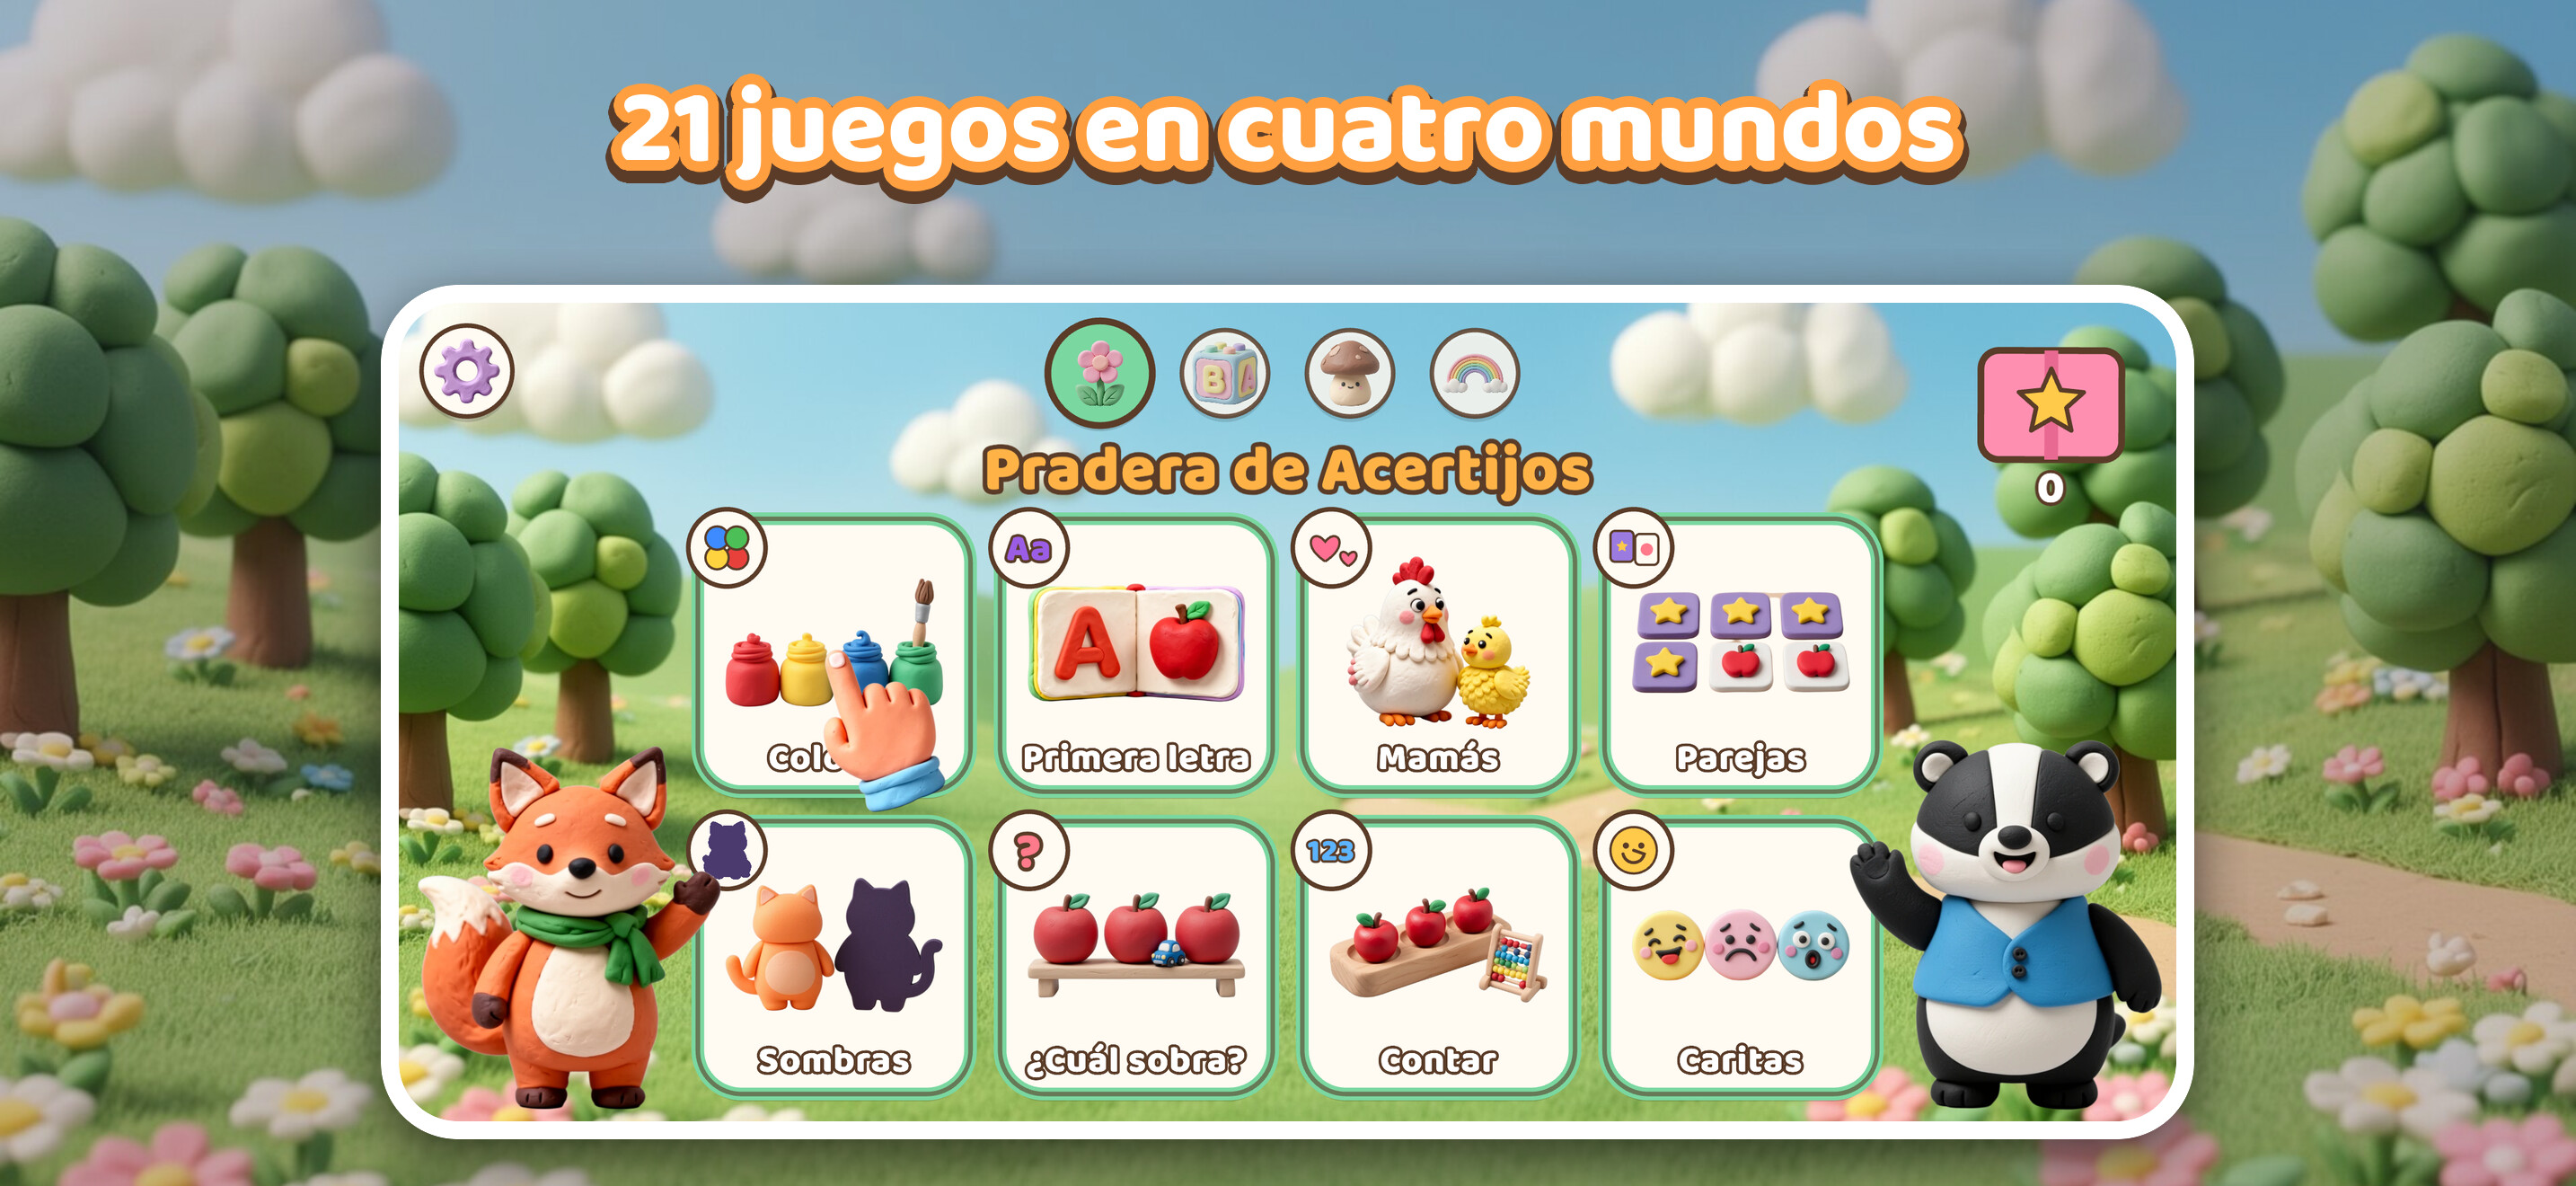 21 juegos en cuatro mundos
B A
Pradera de Acertijos
0
Aa
A
Primera letra
Mamás
Parejas
?
123
Sombras
¿Cuál sobra?
Contar
Caritas